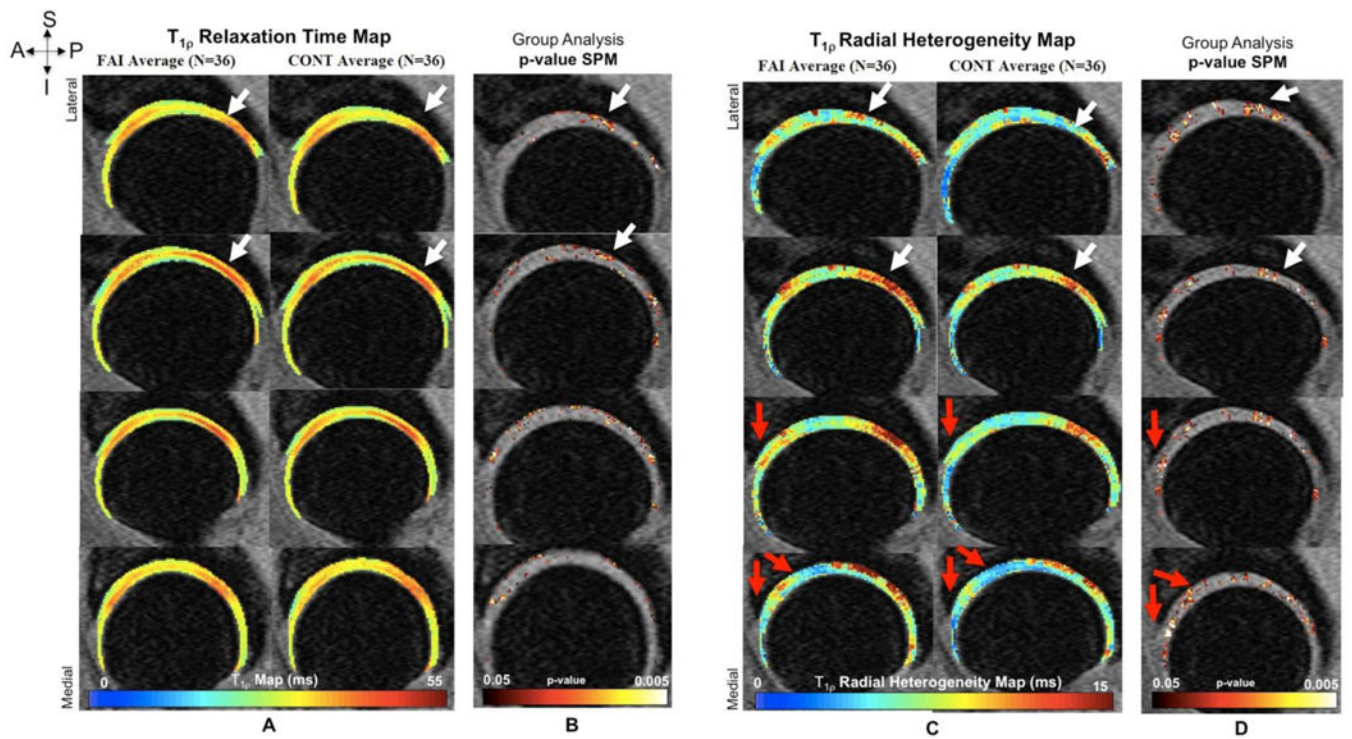 S
A P
I
T1ρ Relaxation Time Map
FAI Average (N=36) CONT Average (N=36)
Group Analysis
p-value SPM
T1ρ Radial Heterogeneity Map
FAI Average (N=36) CONT Average (N=36)
Group Analysis
p-value SPM
Lateral
Lateral
Medial
Medial
0 T1ρ Map (ms) 55
0.05 p-value 0.005
0 T1ρ Radial Heterogeneity Map (ms) 15
0.05 p-value 0.005
A B C D